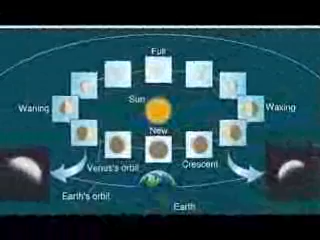 Full
Waning
Sun
Waxing
New
Venus's orbit
Crescent
Earth's orbit
Earth